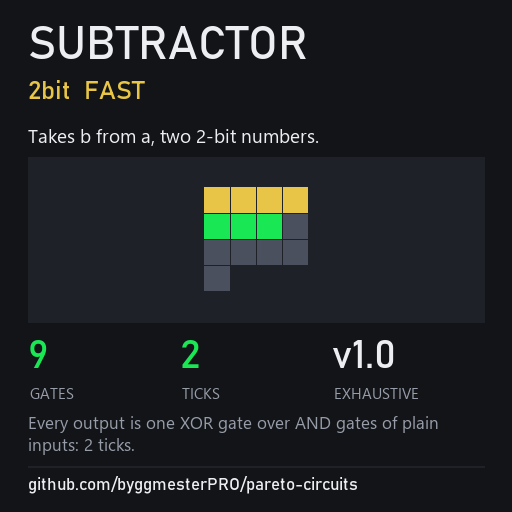 SUBTRACTOR
2bit FAST
Takes b from a, two 2-bit numbers.
9 2 v1.0
GATES TICKS EXHAUSTIVE
Every output is one XOR gate over AND gates of plain
inputs: 2 ticks.
github.com/byggmesterPRO/pareto-circuits